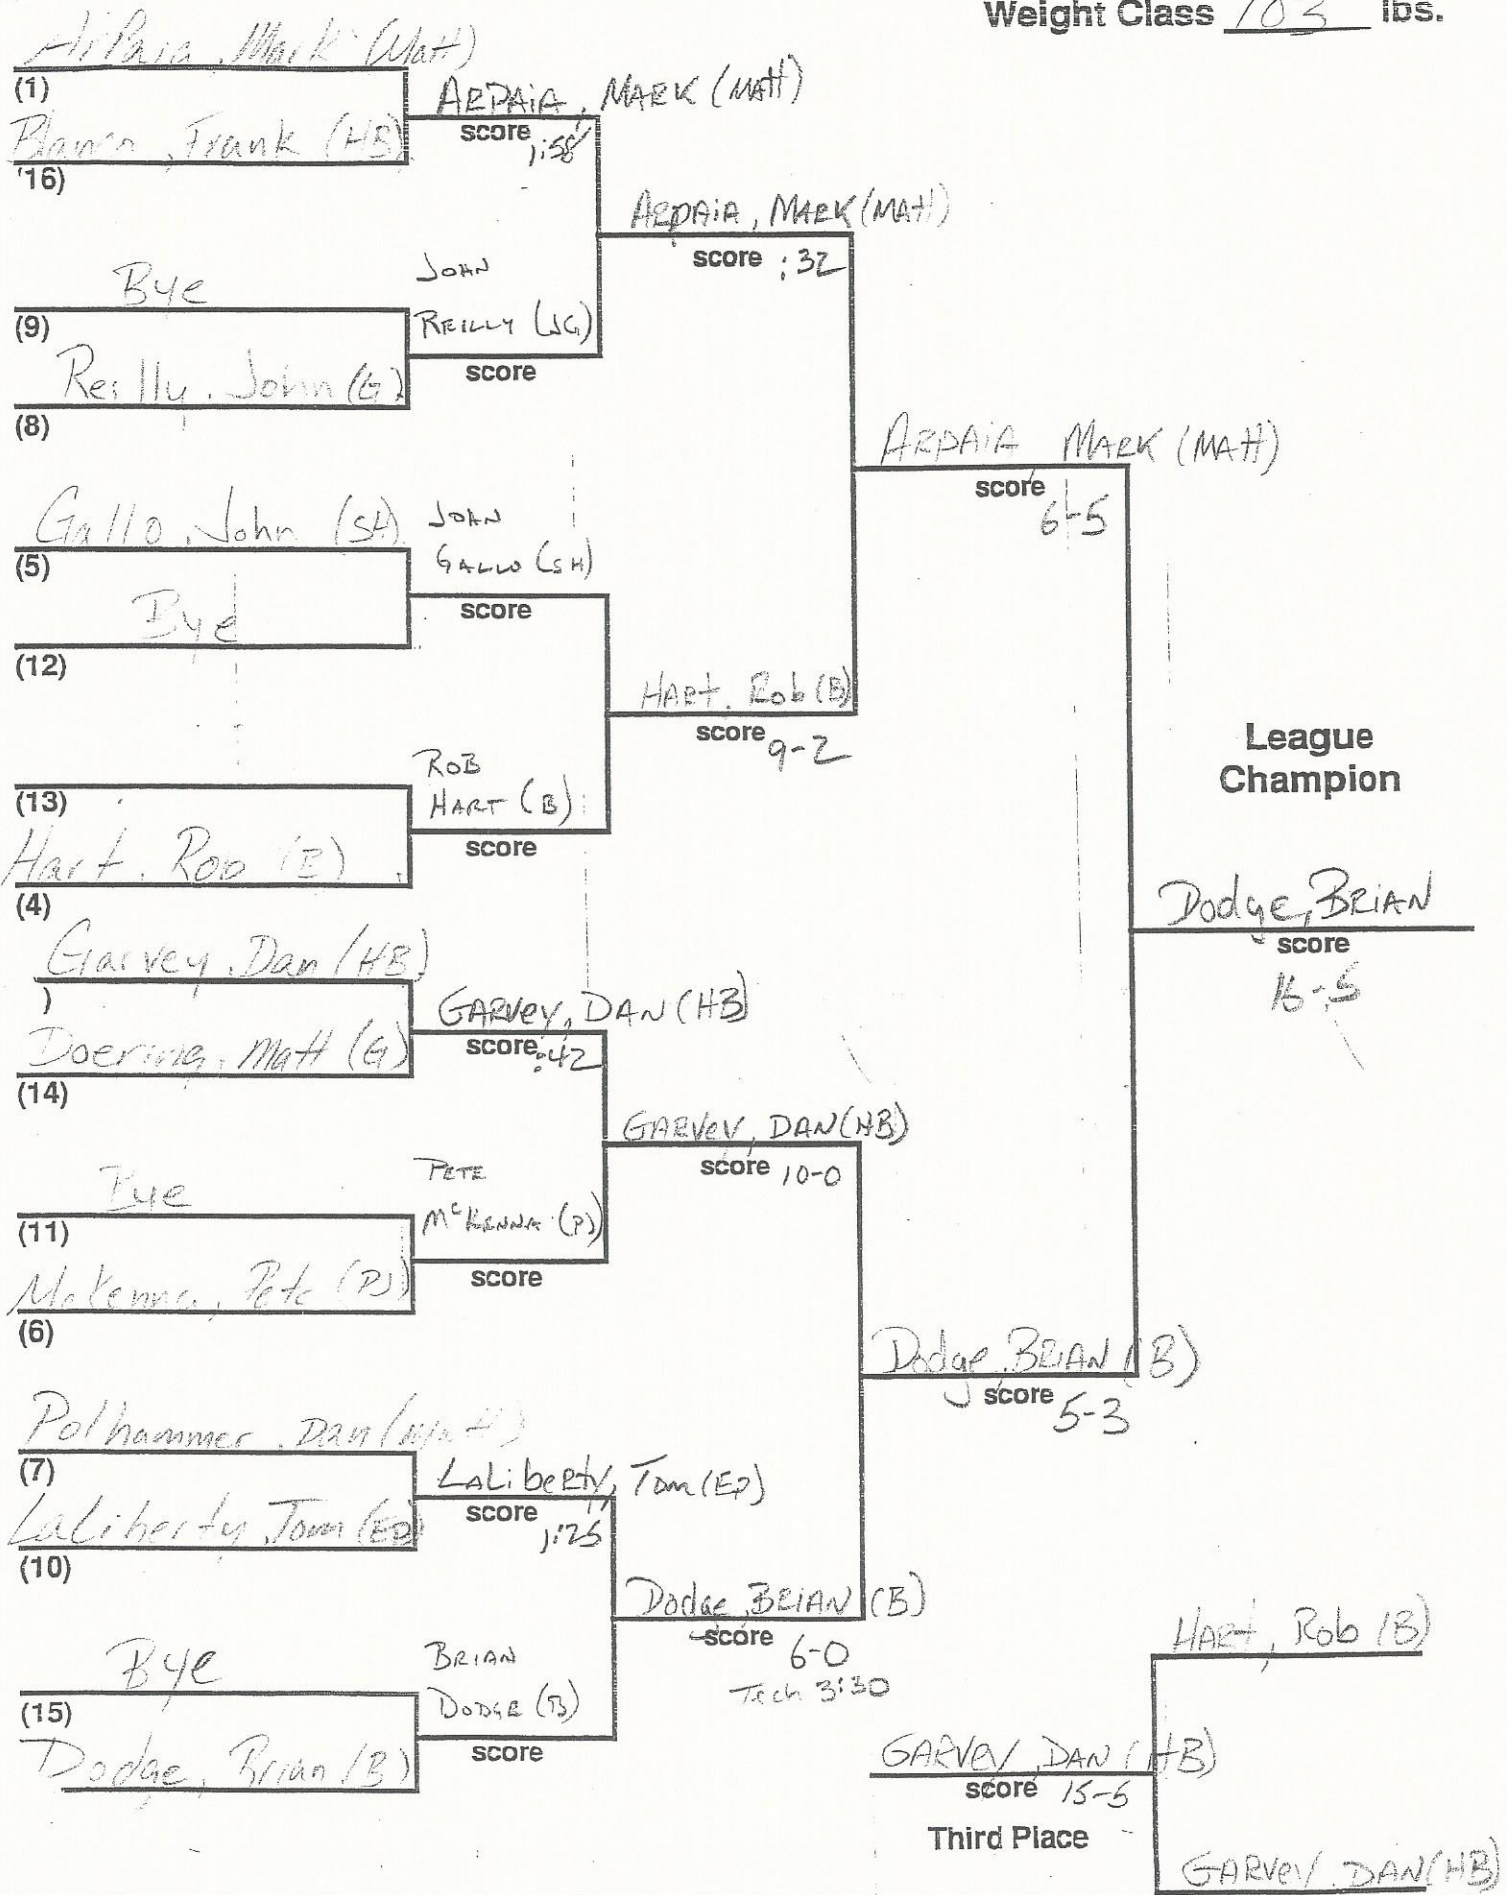 Weight Class 103 lbs.
Arpaia, Mark (Matt)
(1)
ARPAIA, MARK (MATT)
score 1:58
Frank (HB)
16)
ARPAIA, MARK (MATT)
score :32
Bye
(9)
JOHN
REILLY (JG)
score
Reilly, John (G)
(8)
ARPAIA MARK (MATT)
score
6-5
Gallo, John (SH)
(5)
JOHN
GALLO (SH)
score
Bye
(12)
HART, Rob (B)
score 9-2
League
Champion
(13)
ROB
HART (B)
score
Hart, Rob (B)
(4)
Dodge, BRIAN
score
Garvey, Dan (HB)
)
GARVEY, DAN (HB)
score :42
Doering, Matt (G)
(14)
GARVEY, DAN (HB)
score 10-0
Bye
(11)
PETE
McKENNA (PJ)
score
McKenna, Pete (PJ)
(6)
Dodge, BRIAN (B)
score 5-3
Polhammer, Dan (Matt)
(7)
LALIBERTY, Tom (EP)
score 1:25
LaLiberty, Tom (EP)
(10)
Dodge, BRIAN (B)
score 6-0
Tech 3:30
Bye
(15)
BRIAN
DODGE (B)
score
Dodge, Brian (B)
HART, Rob (B)
GARVEY, DAN (HB)
score 15-5
Third Place
GARVEY, DAN (HB)